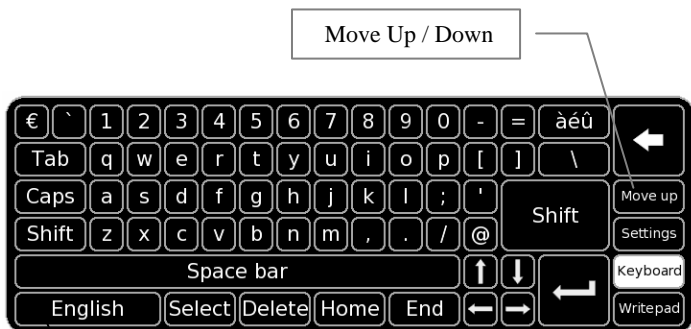 Move Up / Down
€ ` 1 2 3 4 5 6 7 8 9 0 - = àéû
Tab q w e r t y u i o p [ ] \
Caps a s d f g h j k l ; ' Shift Move up
Shift z x c v b n m , . / @ Settings
Space bar Keyboard
English Select Delete Home End Writepad